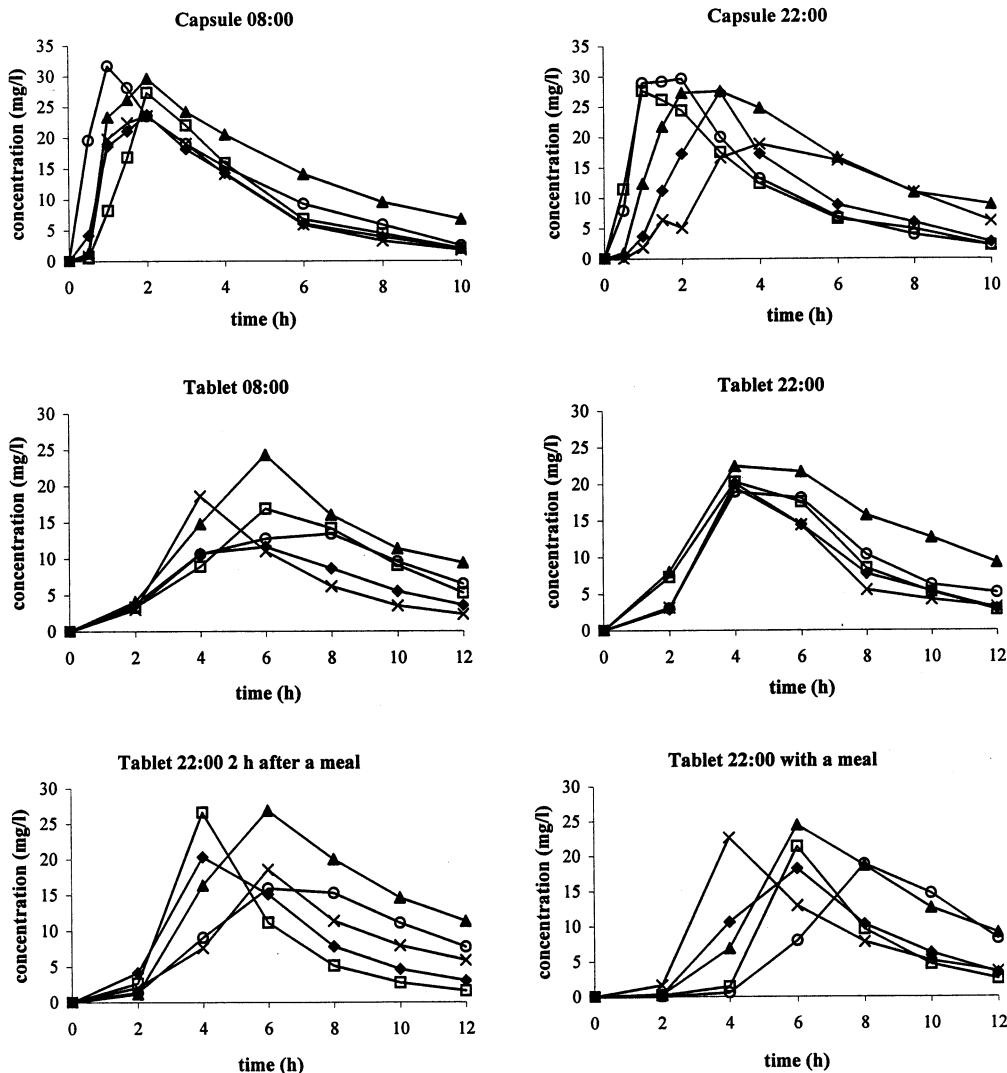 Capsule 08:00
concentration (mg/l)
35
30
25
20
15
10
5
0
0 2 4 6 8 10
time (h)
Capsule 22:00
concentration (mg/l)
35
30
25
20
15
10
5
0
0 2 4 6 8 10
time (h)
Tablet 08:00
concentration (mg/l)
30
25
20
15
10
5
0
0 2 4 6 8 10 12
time (h)
Tablet 22:00
concentration (mg/l)
30
25
20
15
10
5
0
0 2 4 6 8 10 12
time (h)
Tablet 22:00 2 h after a meal
concentration (mg/l)
30
25
20
15
10
5
0
0 2 4 6 8 10 12
time (h)
Tablet 22:00 with a meal
concentration (mg/l)
30
25
20
15
10
5
0
0 2 4 6 8 10 12
time (h)